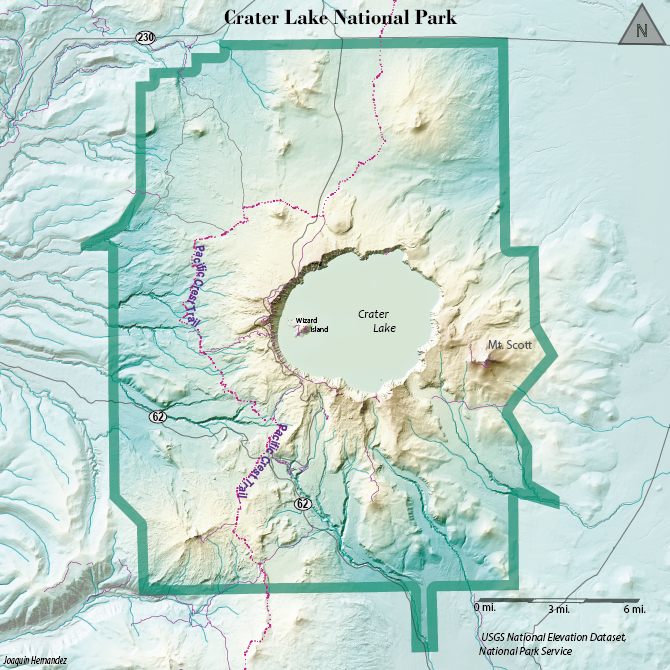 Crater Lake National Park
230
N
Pacific Crest Trail
Wizard
Island
Crater
Lake
Mt. Scott
62
Pacific Crest Trail
62
0 mi.
3 mi.
6 mi.
USGS National Elevation Dataset,
National Park Service
Joaquin Hernandez